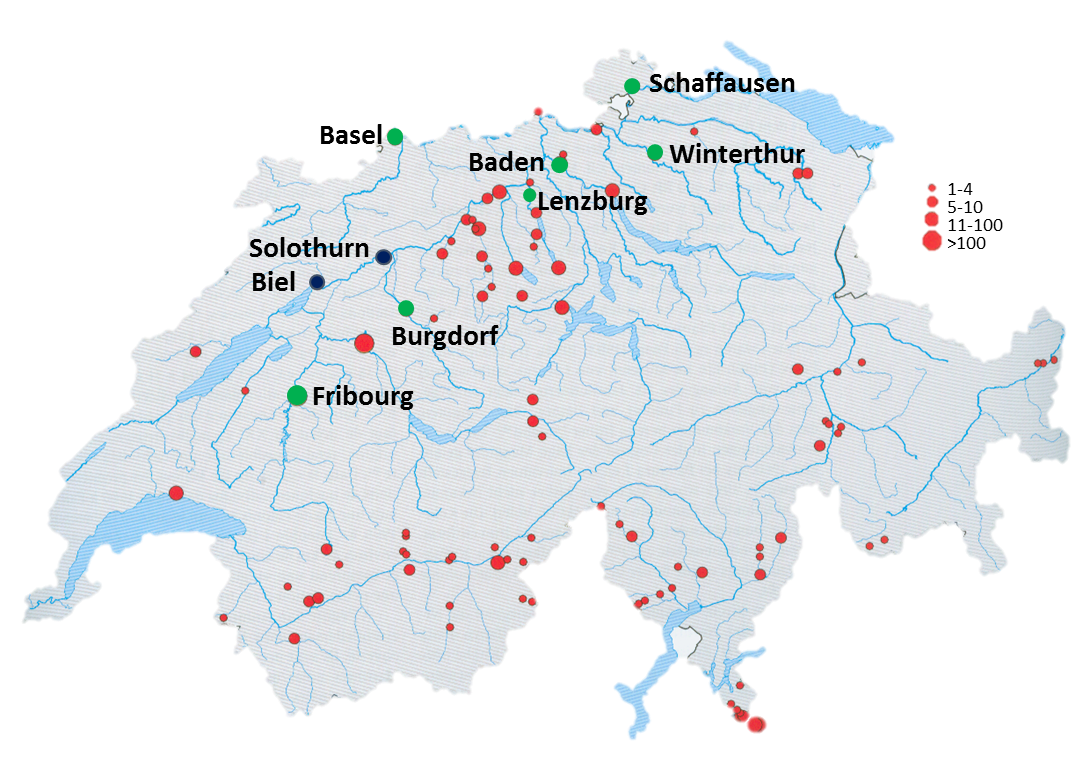 Schaffausen
Basel
Baden
Winterthur
Lenzburg
1-4
5-10
11-100
>100
Solothurn
Biel
Burgdorf
Fribourg